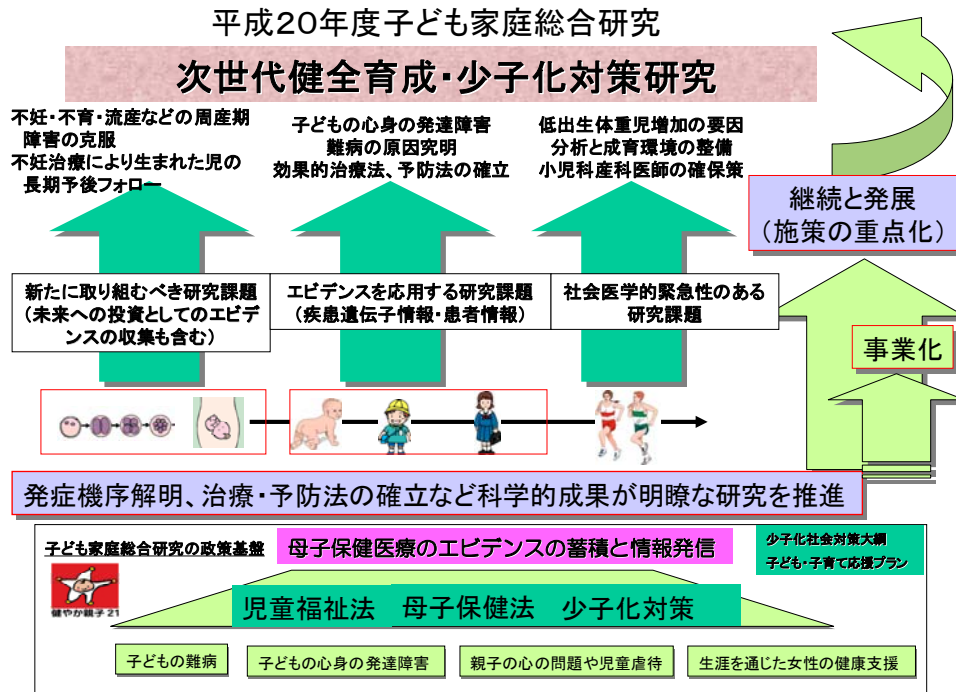 平成20年度子ども家庭総合研究
次世代健全育成・少子化対策研究
不妊・不育・流産などの周産期
障害の克服
不妊治療により生まれた児の
長期予後フォロー
子どもの心身の発達障害
難病の原因究明
効果的治療法、予防法の確立
低出生体重児増加の要因
分析と成育環境の整備
小児科産科医師の確保策
継続と発展
（施策の重点化）
新たに取り組むべき研究課題
（未来への投資としてのエビデ
ンスの収集も含む）
エビデンスを応用する研究課題
（疾患遺伝子情報・患者情報）
社会医学的緊急性のある
研究課題
事業化
発症機序解明、治療・予防法の確立など科学的成果が明瞭な研究を推進
子ども家庭総合研究の政策基盤
母子保健医療のエビデンスの蓄積と情報発信
少子化社会対策大綱
子ども・子育て応援プラン
健やか親子21
児童福祉法 母子保健法 少子化対策
子どもの難病
子どもの心身の発達障害
親子の心の問題や児童虐待
生涯を通じた女性の健康支援